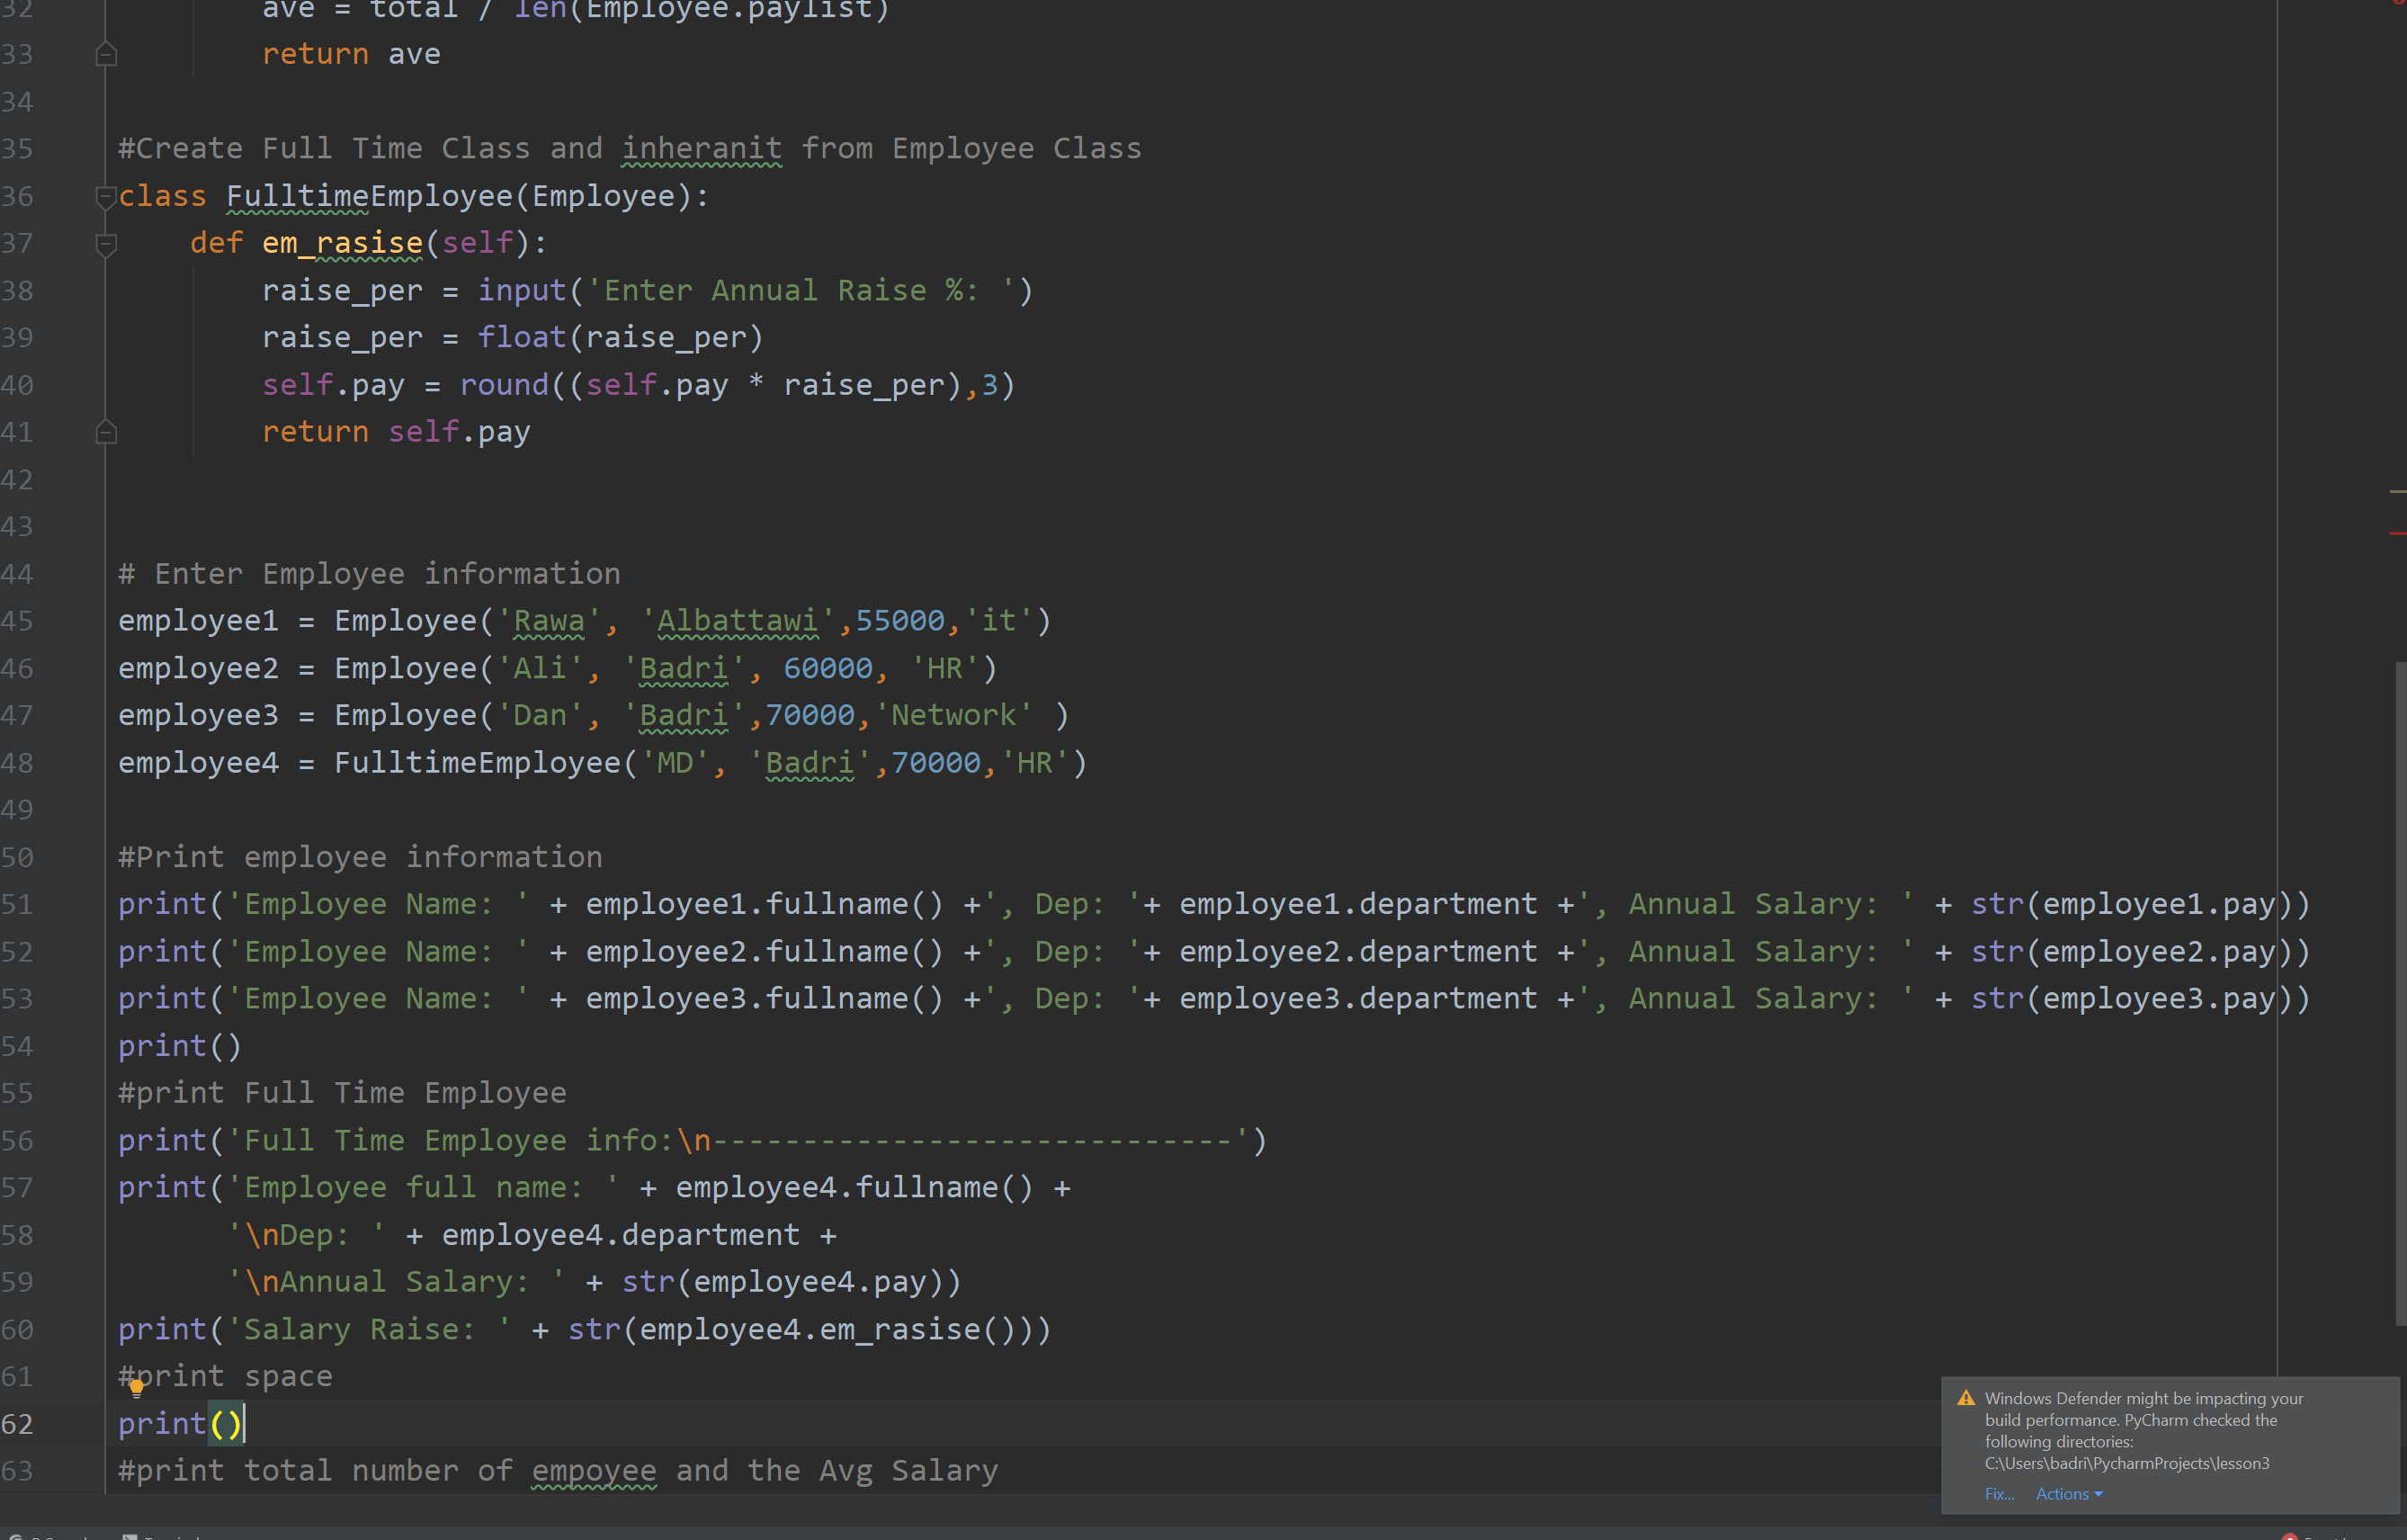 32 ave = total / len(Employee.paylist)
33 return ave
34
35 #Create Full Time Class and inheranit from Employee Class
36 class FulltimeEmployee(Employee):
37 def em_rasise(self):
38 raise_per = input('Enter Annual Raise %: ')
39 raise_per = float(raise_per)
40 self.pay = round((self.pay * raise_per),3)
41 return self.pay
42
43
44 # Enter Employee information
45 employee1 = Employee('Rawa', 'Albattawi',55000,'it')
46 employee2 = Employee('Ali', 'Badri', 60000, 'HR')
47 employee3 = Employee('Dan', 'Badri',70000,'Network' )
48 employee4 = FulltimeEmployee('MD', 'Badri',70000,'HR')
49
50 #Print employee information
51 print('Employee Name: ' + employee1.fullname() +', Dep: '+ employee1.department +', Annual Salary: ' + str(employee1.pay))
52 print('Employee Name: ' + employee2.fullname() +', Dep: '+ employee2.department +', Annual Salary: ' + str(employee2.pay))
53 print('Employee Name: ' + employee3.fullname() +', Dep: '+ employee3.department +', Annual Salary: ' + str(employee3.pay))
54 print()
55 #print Full Time Employee
56 print('Full Time Employee info:\n-----------------------------')
57 print('Employee full name: ' + employee4.fullname() +
58 '\nDep: ' + employee4.department +
59 '\nAnnual Salary: ' + str(employee4.pay))
60 print('Salary Raise: ' + str(employee4.em_rasise()))
61 #print space
62 print()
63 #print total number of empoyee and the Avg Salary
Windows Defender might be impacting your
build performance. PyCharm checked the
following directories:
C:\Users\badri\PycharmProjects\lesson3
Fix... Actions